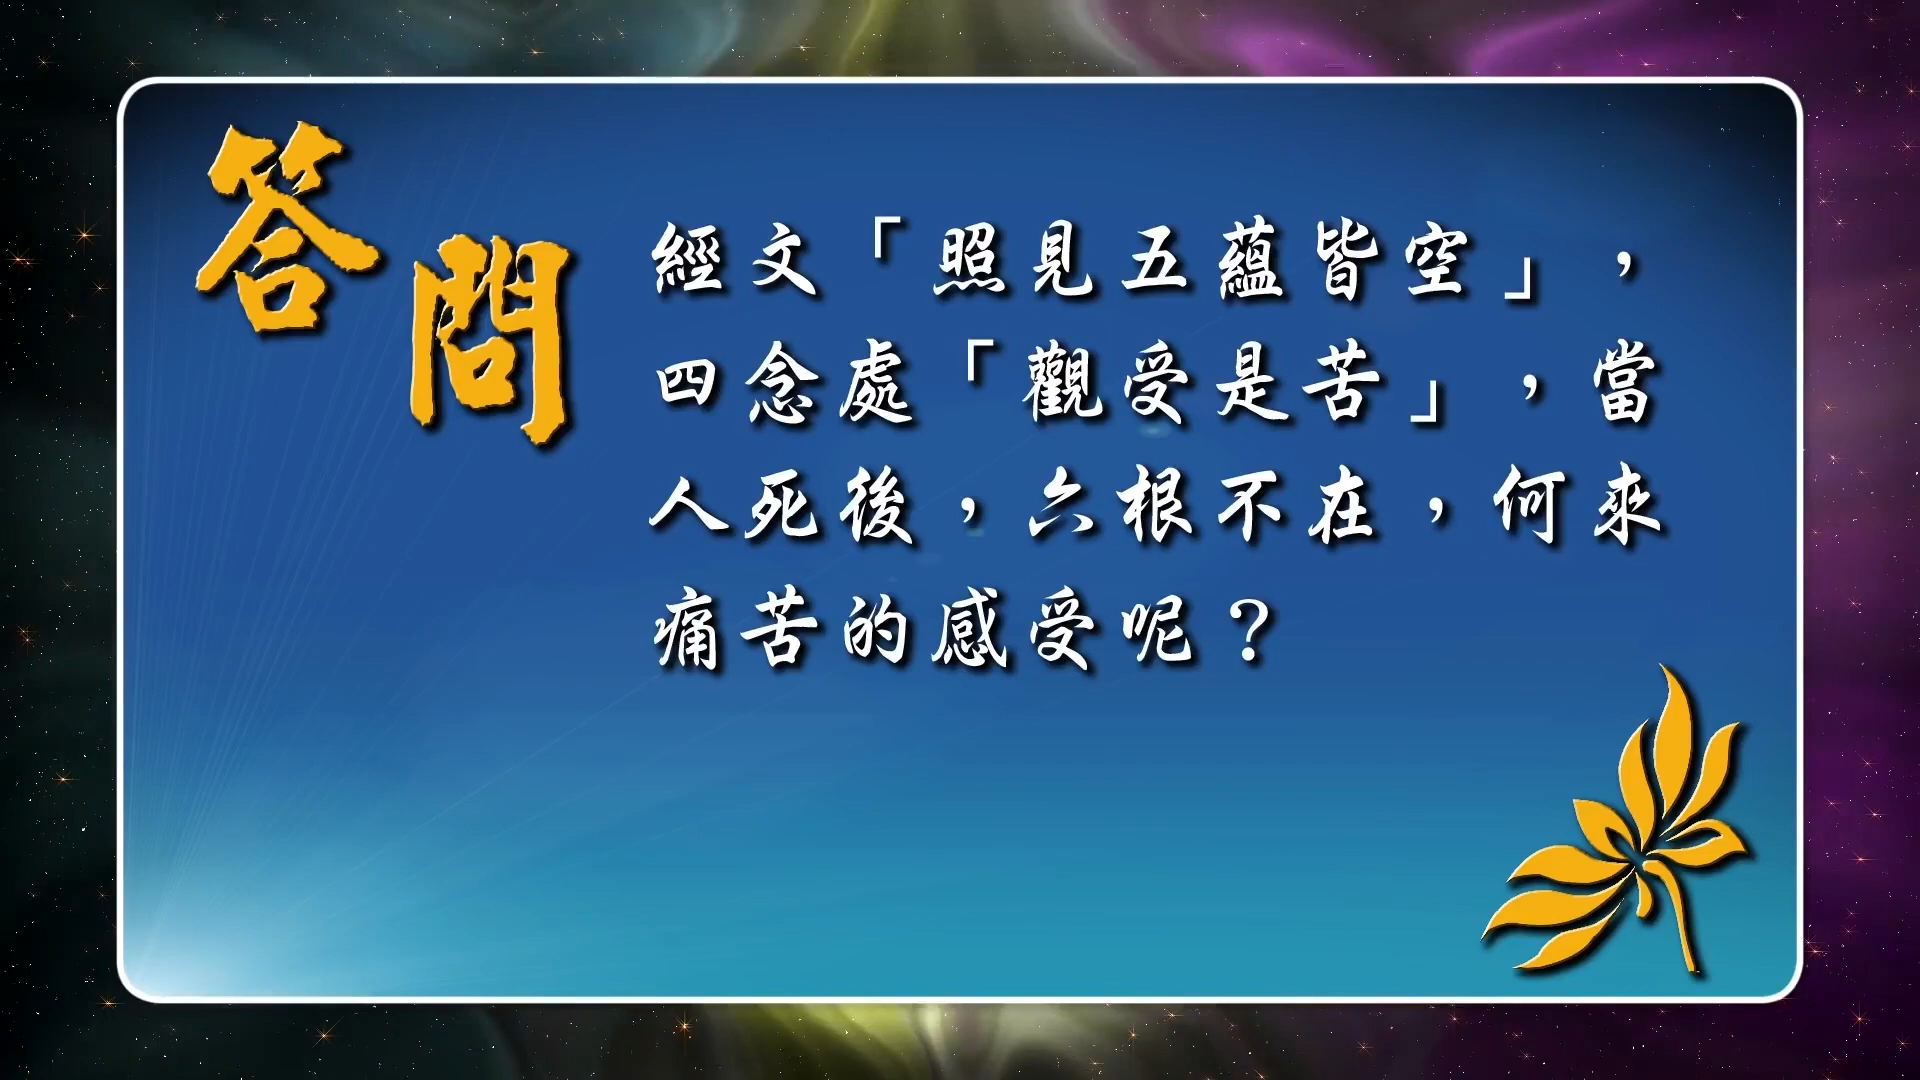 答問
經文「照見五蘊皆空」，
四念處「觀受是苦」，當
人死後，六根不在，何來
痛苦的感受呢？